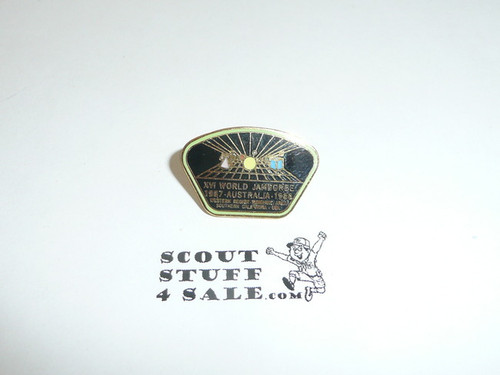 XVI WORLD JAMBOREE
1987-AUSTRALIA-1988
SOUTHERN CALIFORNIA
SCOUT
STUFF
4 SALE.COM